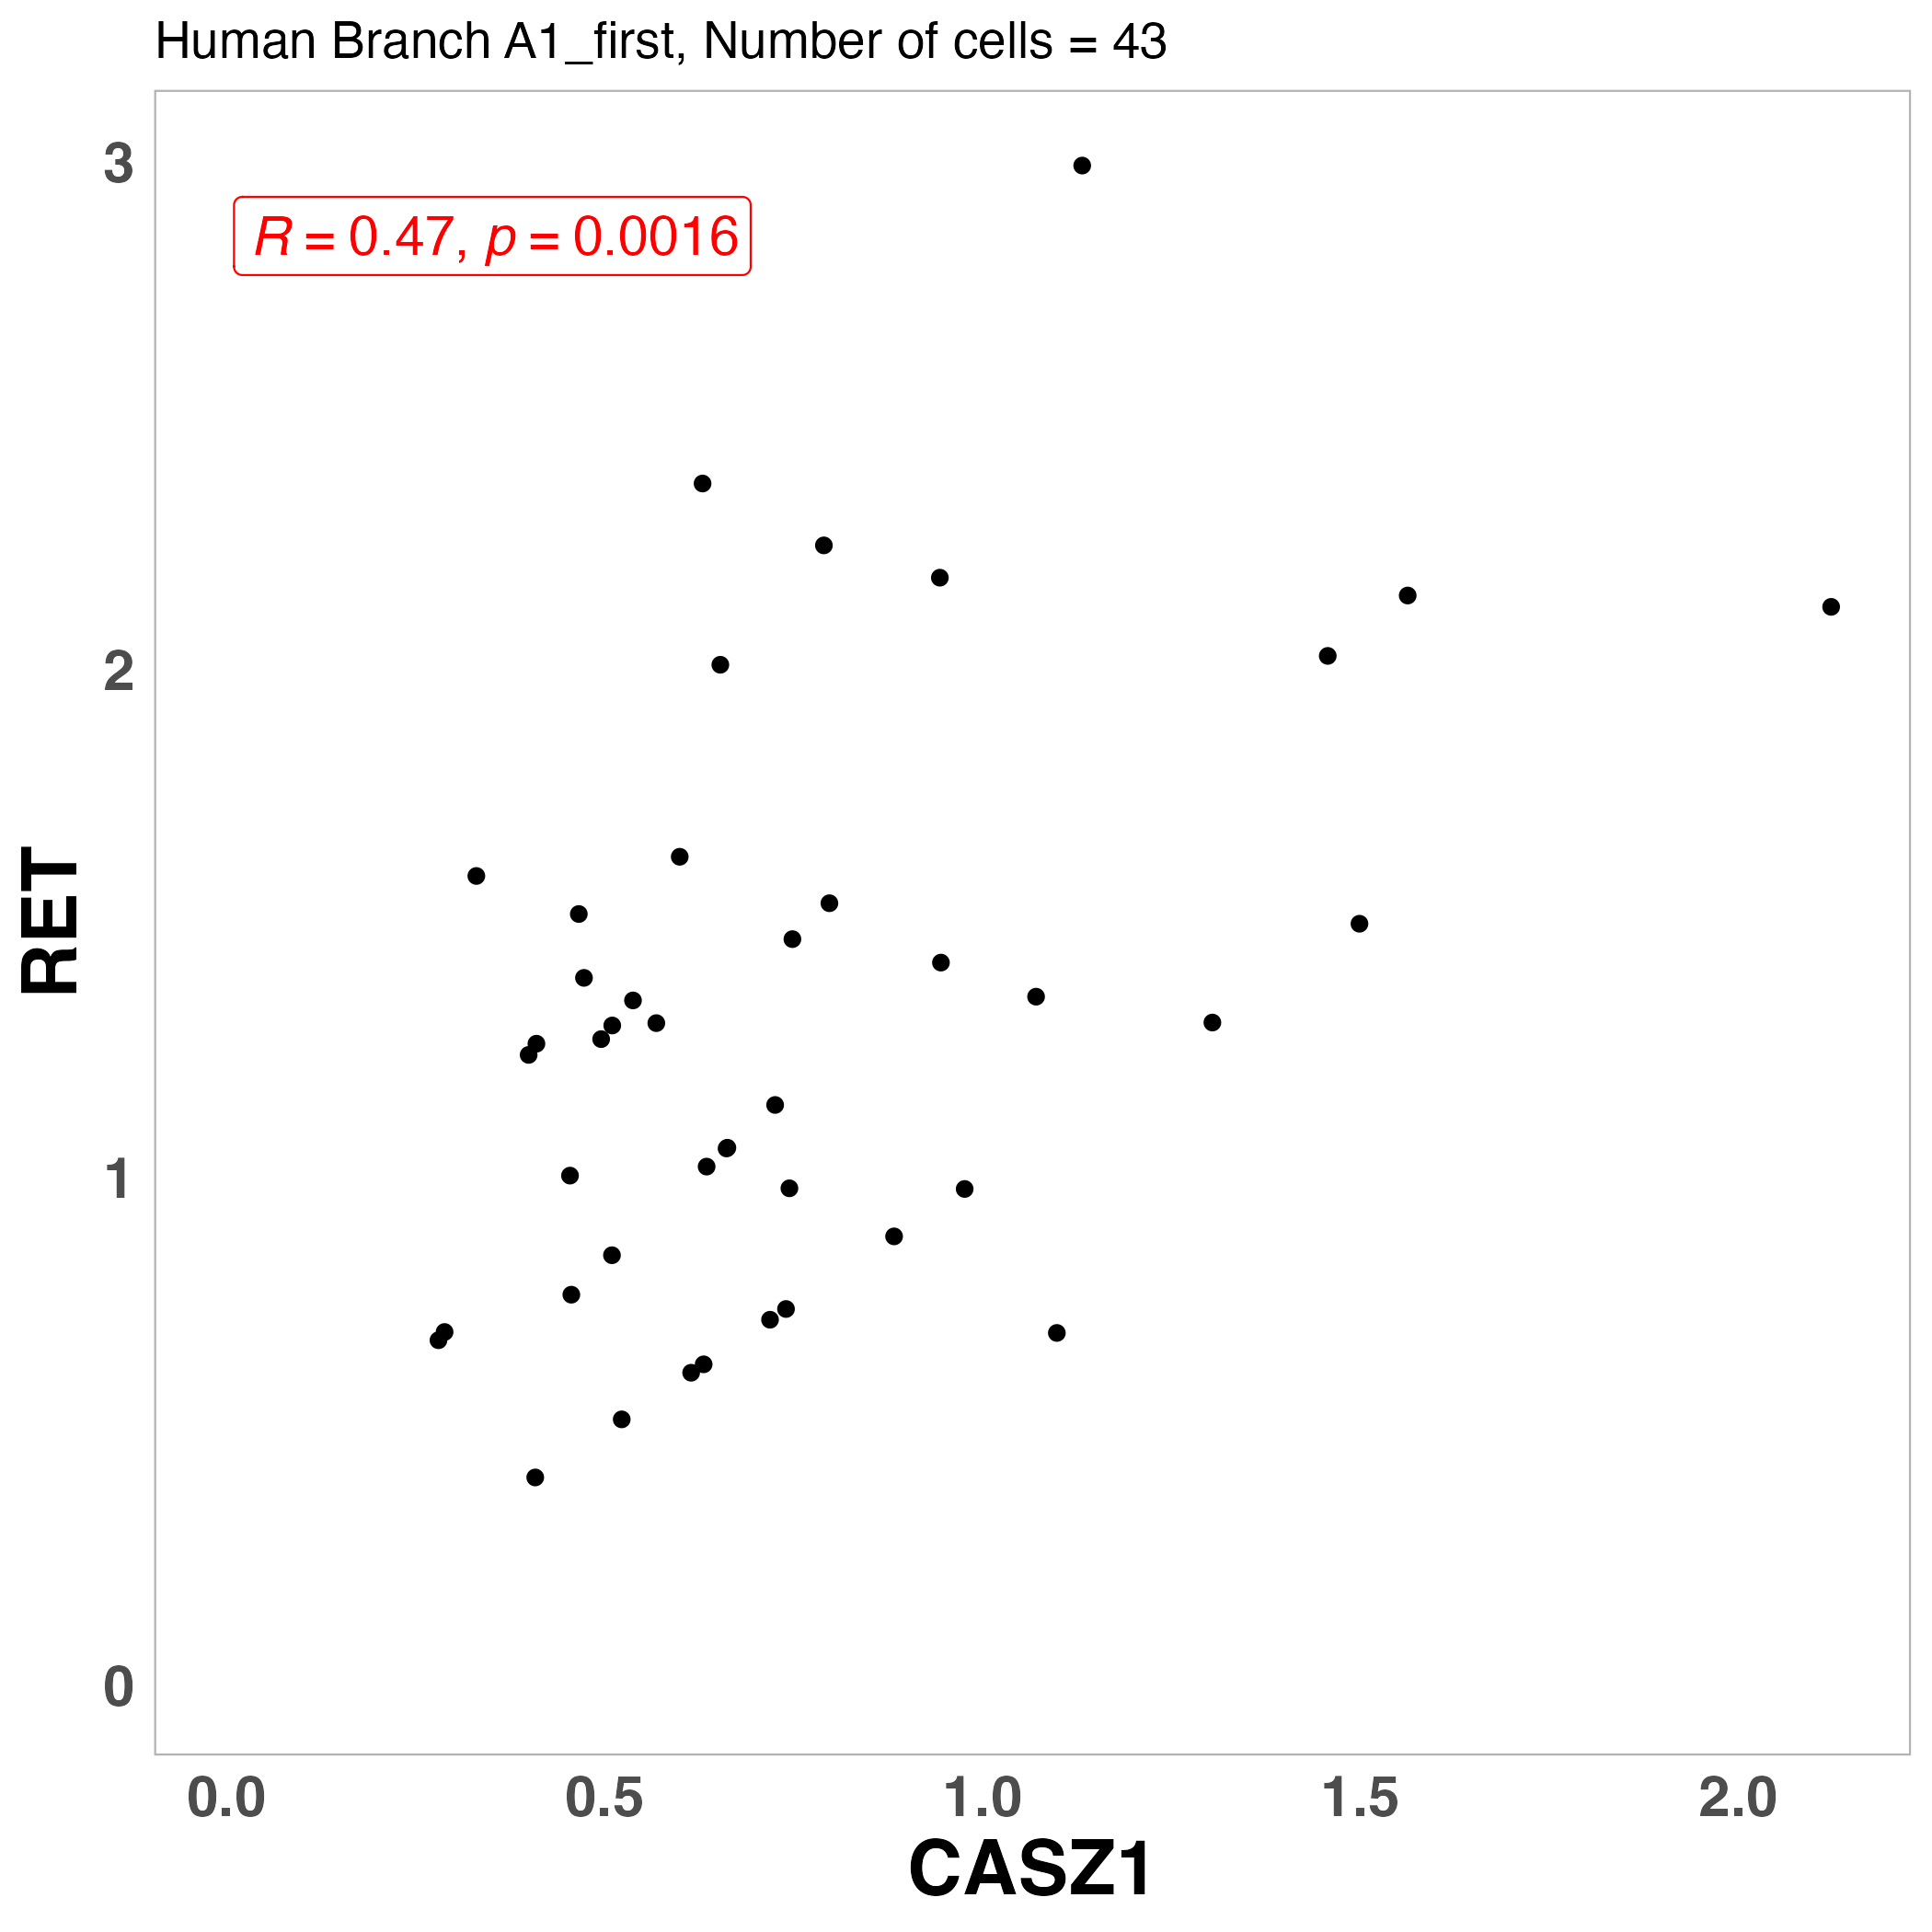 Human Branch A1_first, Number of cells = 43
R = 0.47, p = 0.0016
3
2
1
0
RET
0.0 0.5 1.0 1.5 2.0
CASZ1